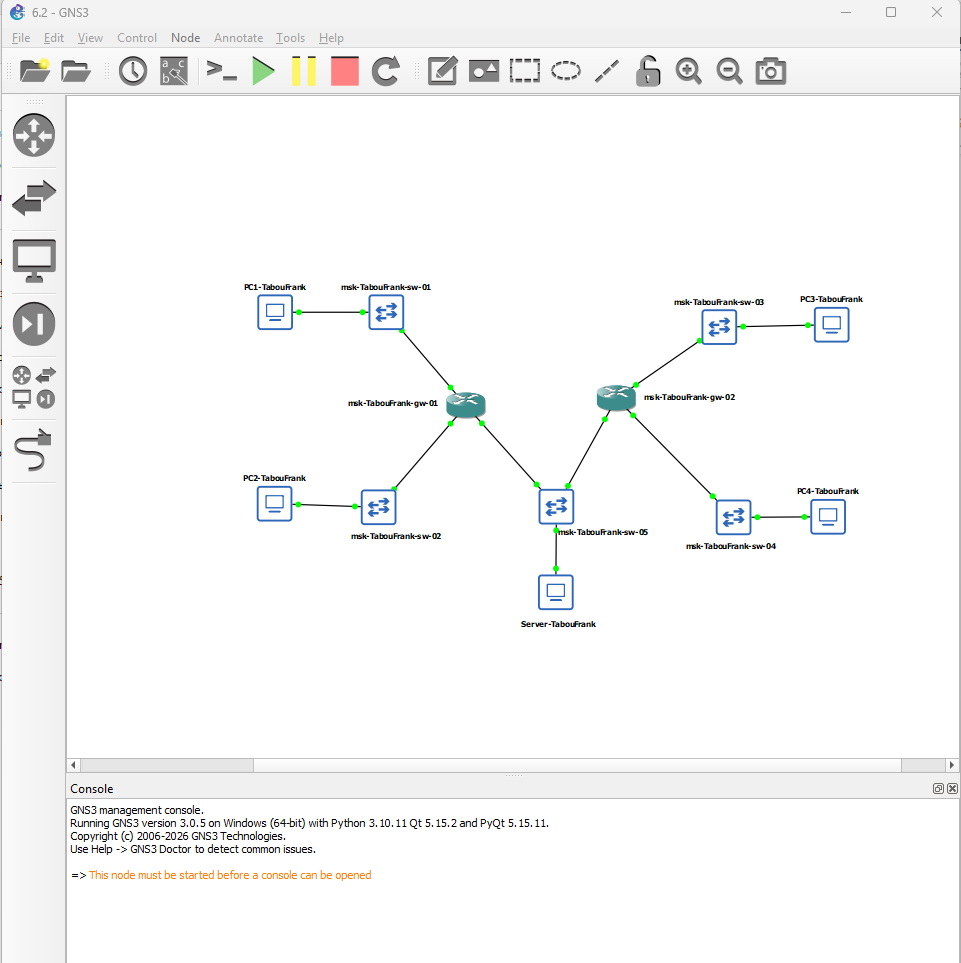 6.2 - GNS3
File Edit View Control Node Annotate Tools Help
a b
c
PC1-TabouFrank
msk-TabouFrank-sw-01
msk-TabouFrank-sw-03
PC3-TabouFrank
msk-TabouFrank-gw-01
msk-TabouFrank-gw-02
PC2-TabouFrank
msk-TabouFrank-sw-02
msk-TabouFrank-sw-05
PC4-TabouFrank
msk-TabouFrank-sw-04
Server-TabouFrank
Console
GNS3 management console.
Running GNS3 version 3.0.5 on Windows (64-bit) with Python 3.10.11 Qt 5.15.2 and PyQt 5.15.11.
Copyright (c) 2006-2026 GNS3 Technologies.
Use Help -> GNS3 Doctor to detect common issues.
=> This node must be started before a console can be opened